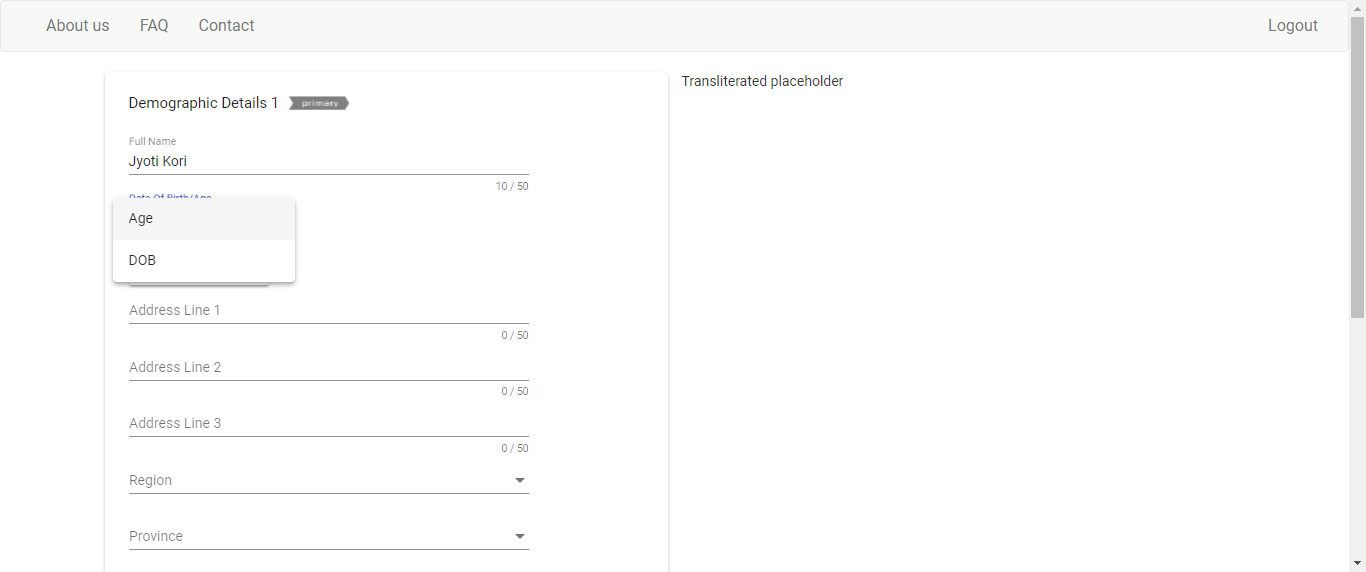 About us FAQ Contact Logout
Demographic Details 1 primary
Transliterated placeholder
Full Name
Jyoti Kori
10 / 50
Date Of Birth/Age
Age
DOB
Address Line 1
0 / 50
Address Line 2
0 / 50
Address Line 3
0 / 50
Region
Province